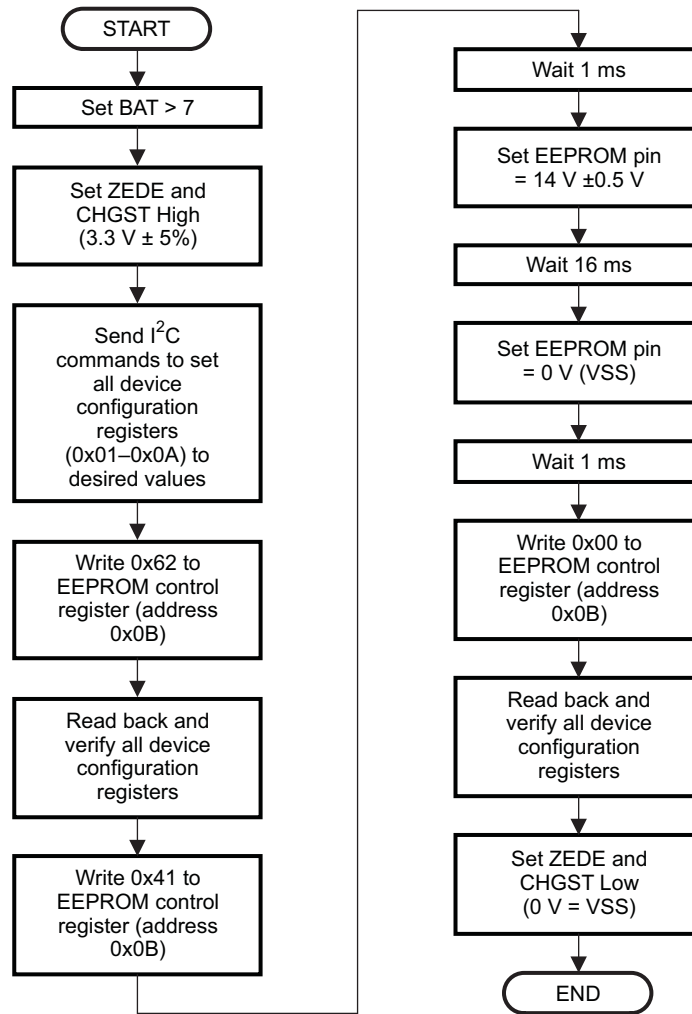 START
Set BAT > 7
Set ZEDE and
CHGST High
(3.3 V ± 5%)
Send I²C
commands to set
all device
configuration
registers
(0x01–0x0A) to
desired values
Write 0x62 to
EEPROM control
register (address
0x0B)
Read back and
verify all device
configuration
registers
Write 0x41 to
EEPROM control
register (address
0x0B)
Wait 1 ms
Set EEPROM pin
= 14 V ±0.5 V
Wait 16 ms
Set EEPROM pin
= 0 V (VSS)
Wait 1 ms
Write 0x00 to
EEPROM control
register (address
0x0B)
Read back and
verify all device
configuration
registers
Set ZEDE and
CHGST Low
(0 V = VSS)
END